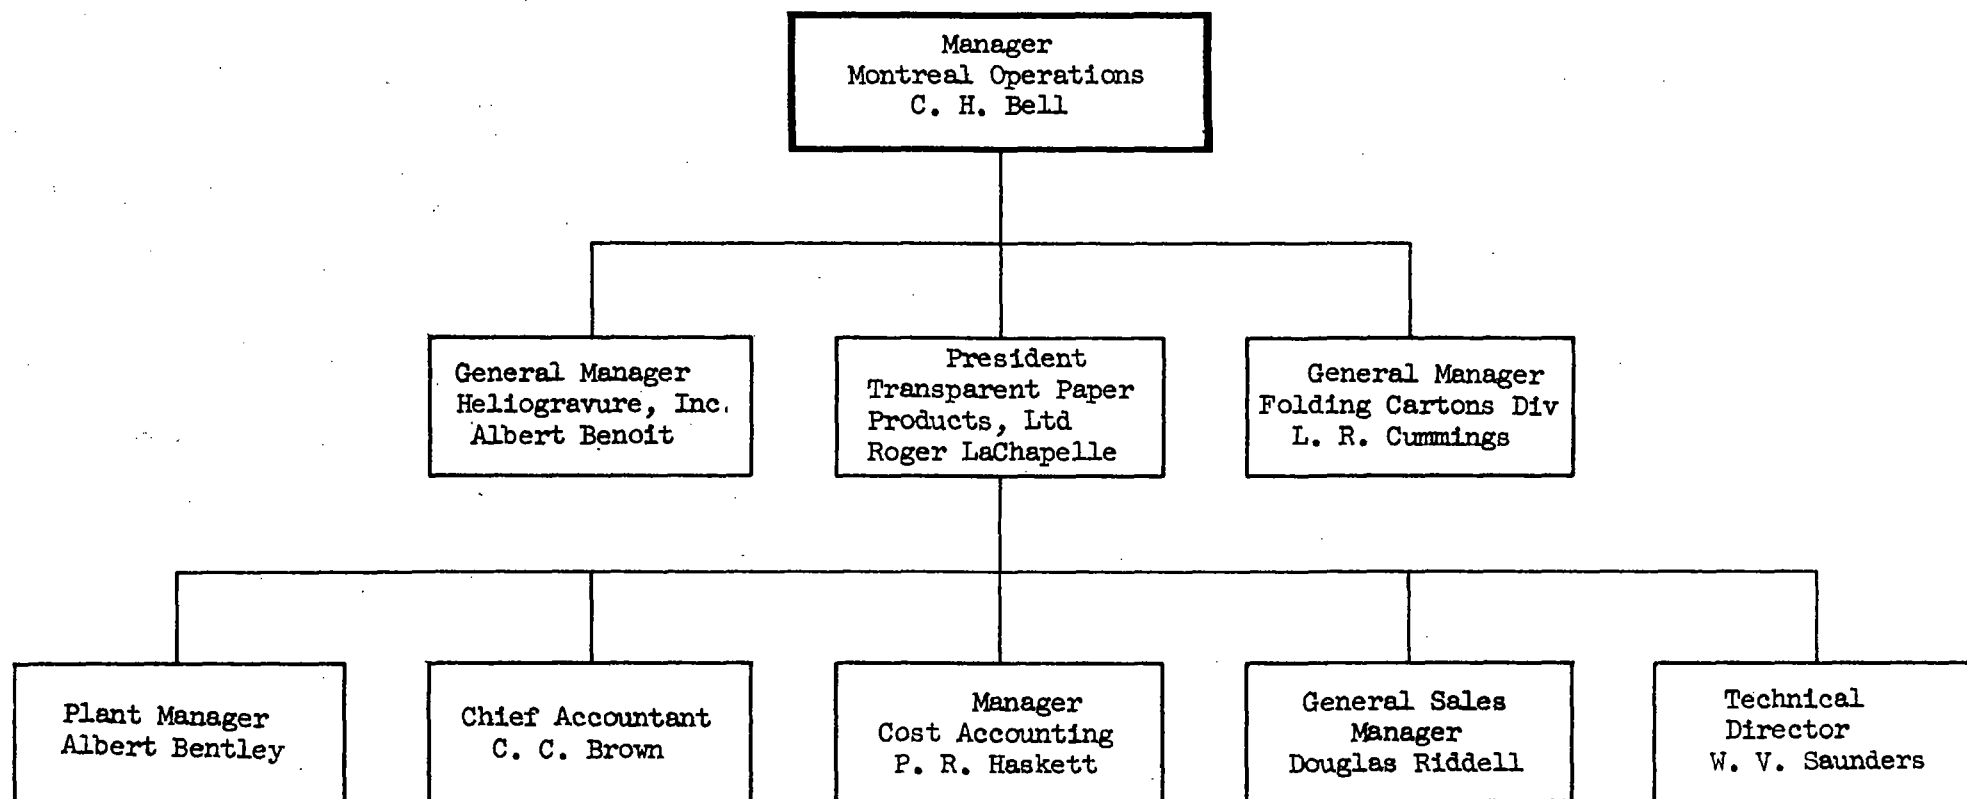 Manager
Montreal Operations
C. H. Bell
General Manager
Heliogravure, Inc.
Albert Benoit
President
Transparent Paper
Products, Ltd
Roger LaChapelle
General Manager
Folding Cartons Div
L. R. Cummings
Plant Manager
Albert Bentley
Chief Accountant
C. C. Brown
Manager
Cost Accounting
P. R. Haskett
General Sales
Manager
Douglas Riddell
Technical
Director
W. V. Saunders